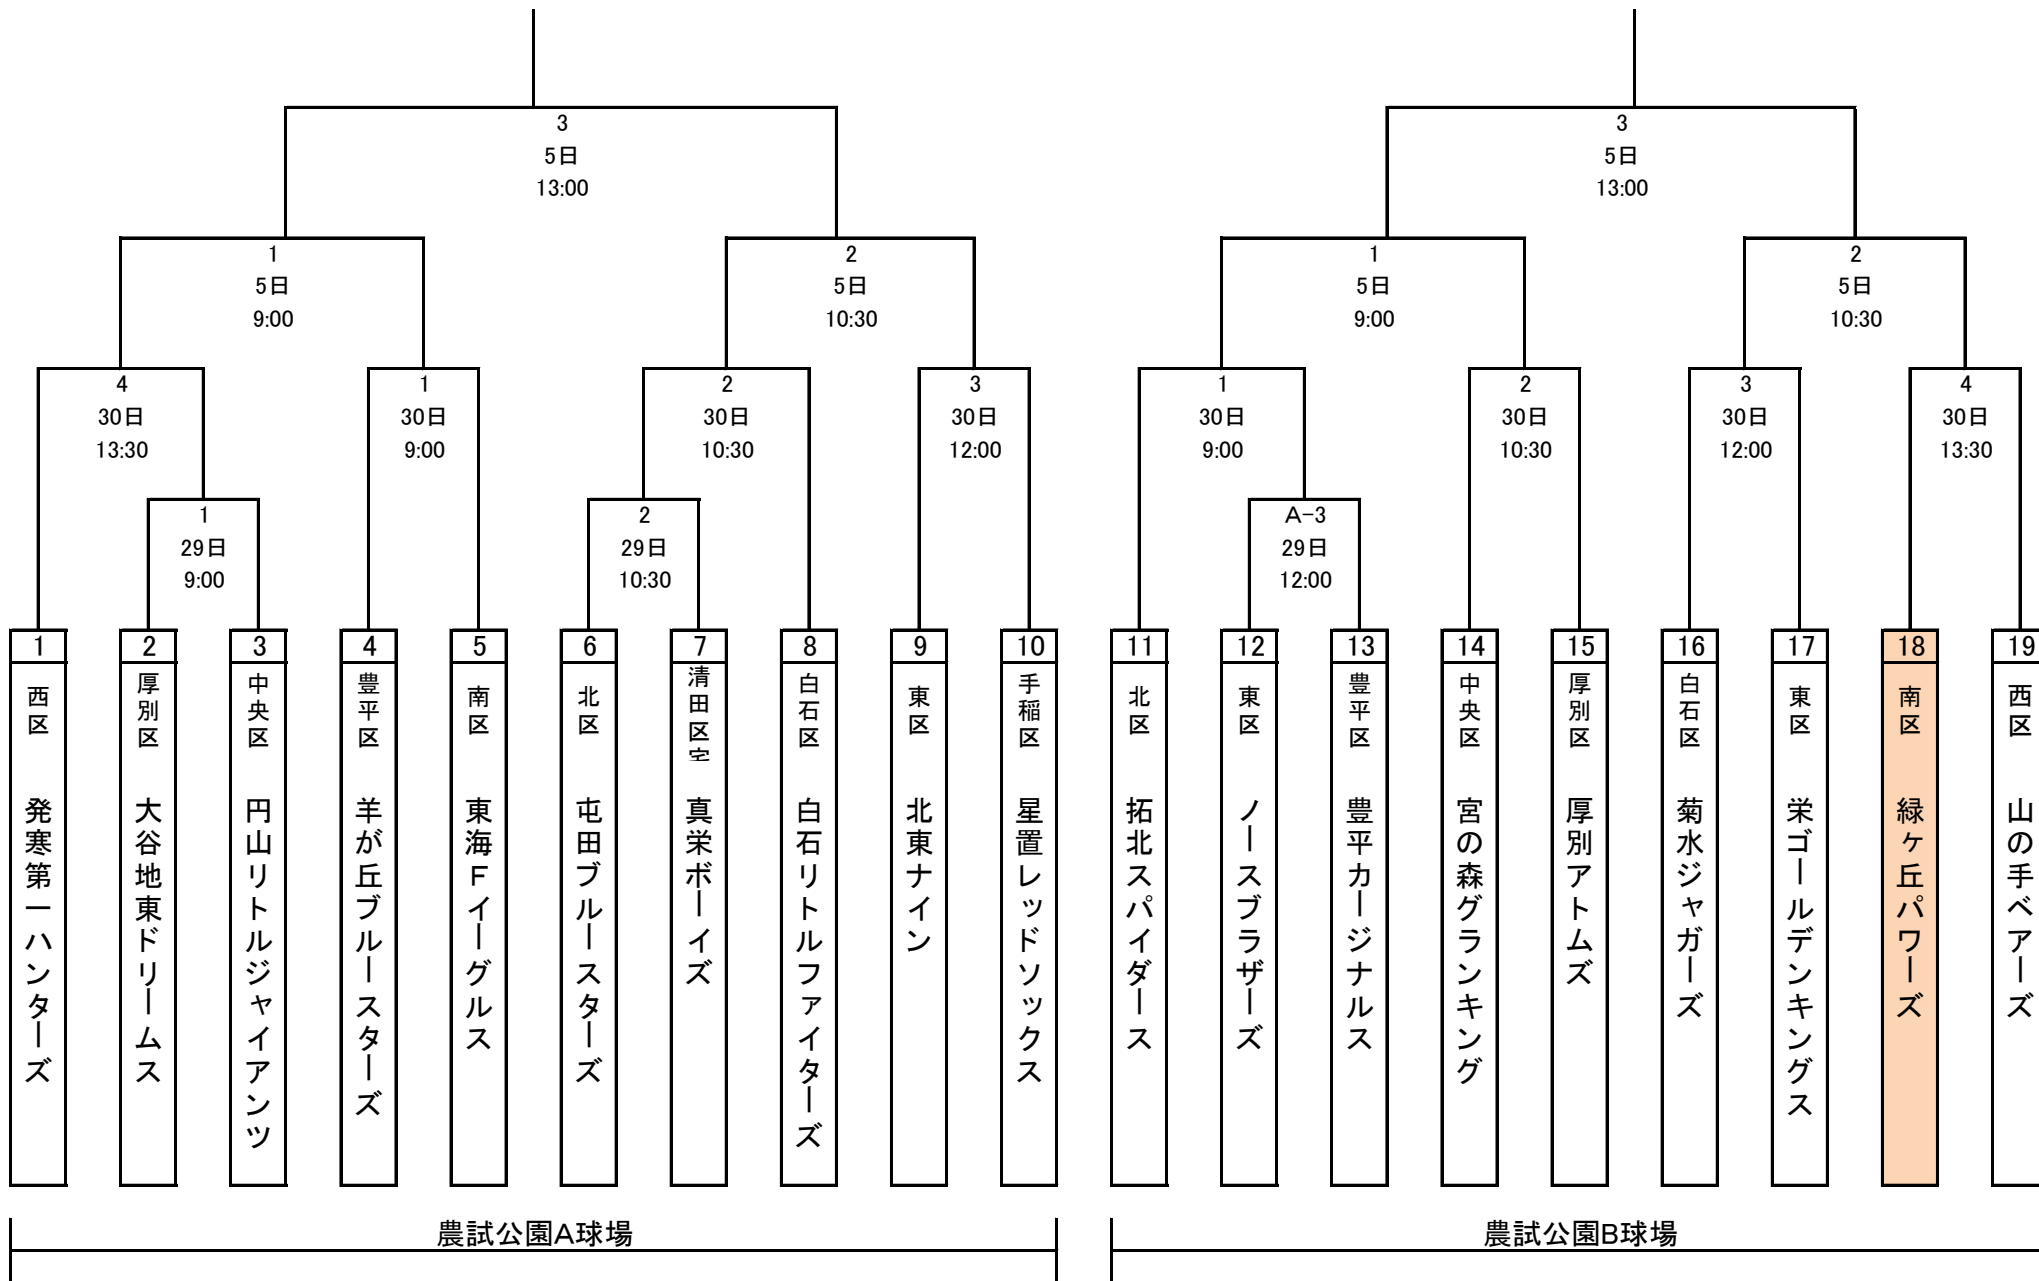 3
5日
13:00
3
5日
13:00
1
5日
9:00
2
5日
10:30
1
5日
9:00
2
5日
10:30
4
30日
13:30
1
30日
9:00
2
30日
10:30
3
30日
12:00
1
30日
9:00
2
30日
10:30
3
30日
12:00
4
30日
13:30
1
29日
9:00
2
29日
10:30
A-3
29日
12:00
1
西区
発寒第一ハンターズ
2
厚別区
大谷地東ドリームス
3
中央区
円山リトルジャイアンツ
4
豊平区
羊が丘ブルースターズ
5
南区
東海Fイーグルス
6
北区
屯田ブルースターズ
7
清田区
真栄ボーイズ
8
白石区
白石リトルファイターズ
9
東区
北東ナイン
10
手稲区
星置レッドソックス
11
北区
拓北スパイダース
12
東区
ノースブラザーズ
13
豊平区
豊平カージナルス
14
中央区
宮の森グランキング
15
厚別区
厚別アトムズ
16
白石区
菊水ジャガーズ
17
東区
栄ゴールデンキングス
18
南区
緑ヶ丘パワーズ
19
西区
山の手ベアーズ
農試公園A球場
農試公園B球場